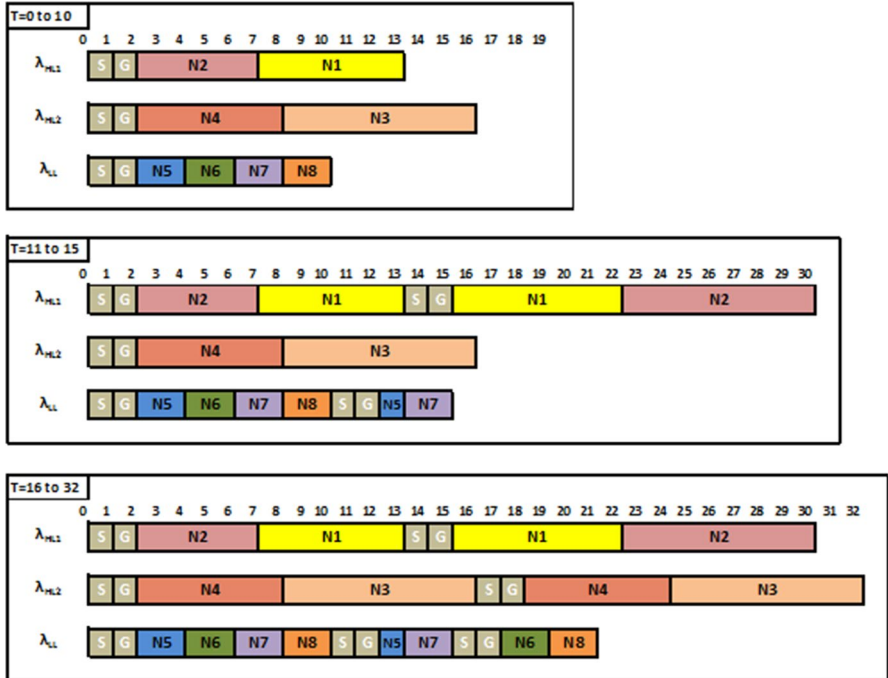 T=0 to 10
0 1 2 3 4 5 6 7 8 9 10 11 12 13 14 15 16 17 18 19
λHL1 S G N2 N1
λHL2 S G N4 N3
λLL S G N5 N6 N7 N8
T=11 to 15
0 1 2 3 4 5 6 7 8 9 10 11 12 13 14 15 16 17 18 19 20 21 22 23 24 25 26 27 28 29 30
λHL1 S G N2 N1 S G N1 N2
λHL2 S G N4 N3
λLL S G N5 N6 N7 N8 S G N5 N7
T=16 to 32
0 1 2 3 4 5 6 7 8 9 10 11 12 13 14 15 16 17 18 19 20 21 22 23 24 25 26 27 28 29 30 31 32
λHL1 S G N2 N1 S G N1 N2
λHL2 S G N4 N3 S G N4 N3
λLL S G N5 N6 N7 N8 S G N5 N7 S G N6 N8